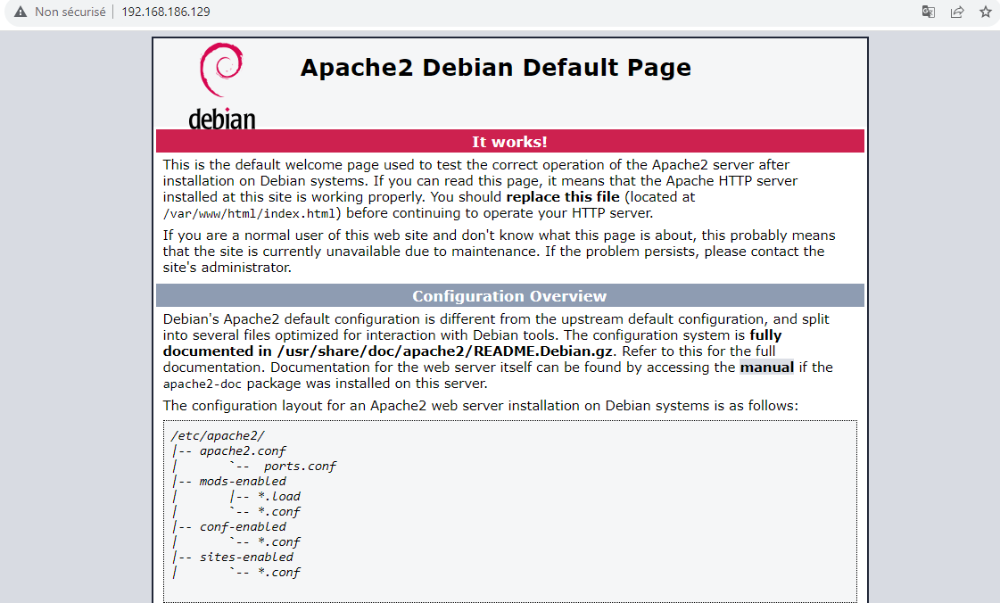 Non sécurisé | 192.168.186.129
debian
Apache2 Debian Default Page
It works!
This is the default welcome page used to test the correct operation of the Apache2 server after
installation on Debian systems. If you can read this page, it means that the Apache HTTP server
installed at this site is working properly. You should replace this file (located at
/var/www/html/index.html) before continuing to operate your HTTP server.
If you are a normal user of this web site and don't know what this page is about, this probably means
that the site is currently unavailable due to maintenance. If the problem persists, please contact the
site's administrator.
Configuration Overview
Debian's Apache2 default configuration is different from the upstream default configuration, and split
into several files optimized for interaction with Debian tools. The configuration system is fully
documented in /usr/share/doc/apache2/README.Debian.gz. Refer to this for the full
documentation. Documentation for the web server itself can be found by accessing the manual if the
apache2-doc package was installed on this server.
The configuration layout for an Apache2 web server installation on Debian systems is as follows:
/etc/apache2/
|-- apache2.conf
|       `--  ports.conf
|-- mods-enabled
|       |-- *.load
|       `-- *.conf
|-- conf-enabled
|       `-- *.conf
|-- sites-enabled
|       `-- *.conf